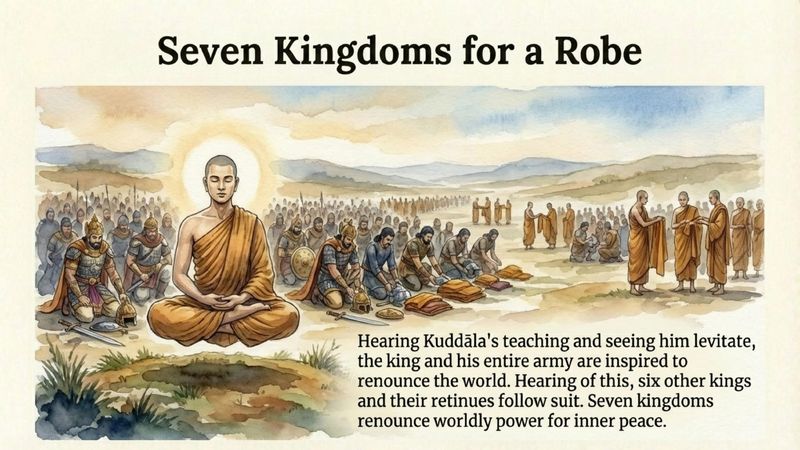 Seven Kingdoms for a Robe
Hearing Kuddāla's teaching and seeing him levitate,
the king and his entire army are inspired to
renounce the world. Hearing of this, six other kings
and their retinues follow suit. Seven kingdoms
renounce worldly power for inner peace.